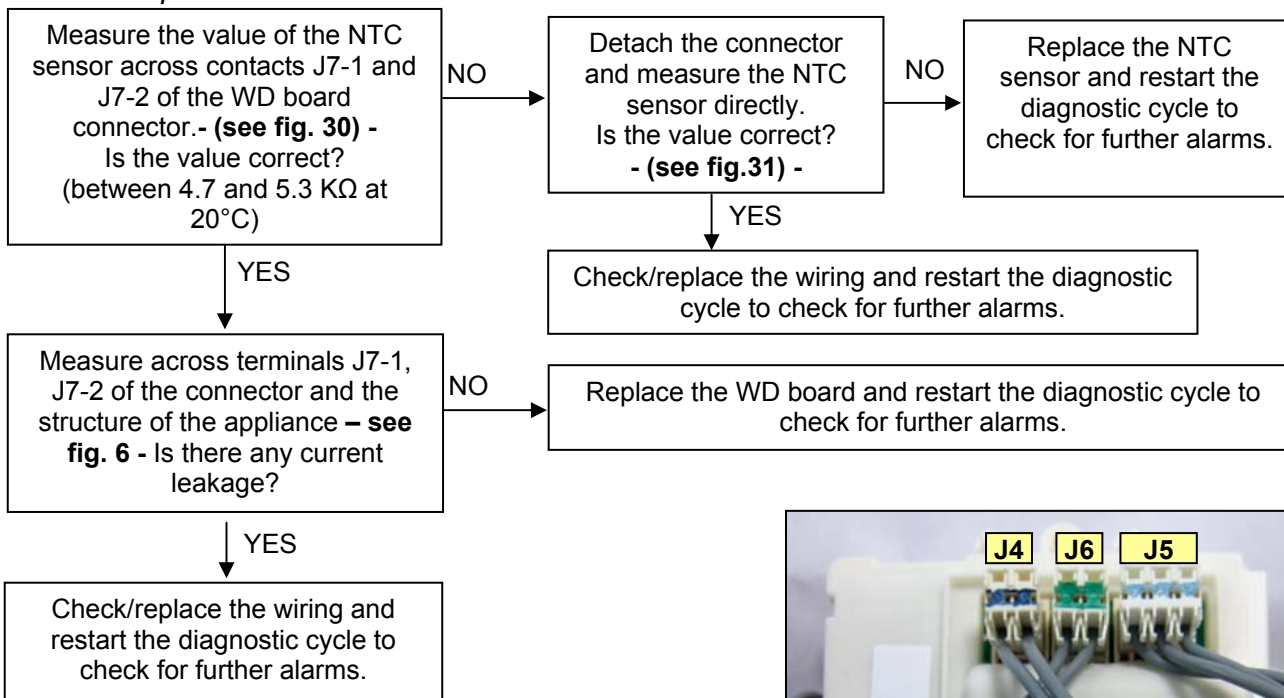 Measure the value of the NTC
sensor across contacts J7-1 and
J7-2 of the WD board
connector.- (see fig. 30) -
Is the value correct?
(between 4.7 and 5.3 KΩ at
20°C)
NO
Detach the connector
and measure the NTC
sensor directly.
Is the value correct?
- (see fig.31) -
NO
Replace the NTC
sensor and restart the
diagnostic cycle to
check for further alarms.
YES
YES
Check/replace the wiring and restart the diagnostic
cycle to check for further alarms.
Measure across terminals J7-1,
J7-2 of the connector and the
structure of the appliance – see
fig. 6 - Is there any current
leakage?
NO
Replace the WD board and restart the diagnostic cycle to
check for further alarms.
YES
Check/replace the wiring and
restart the diagnostic cycle to
check for further alarms.
J4 J6 J5